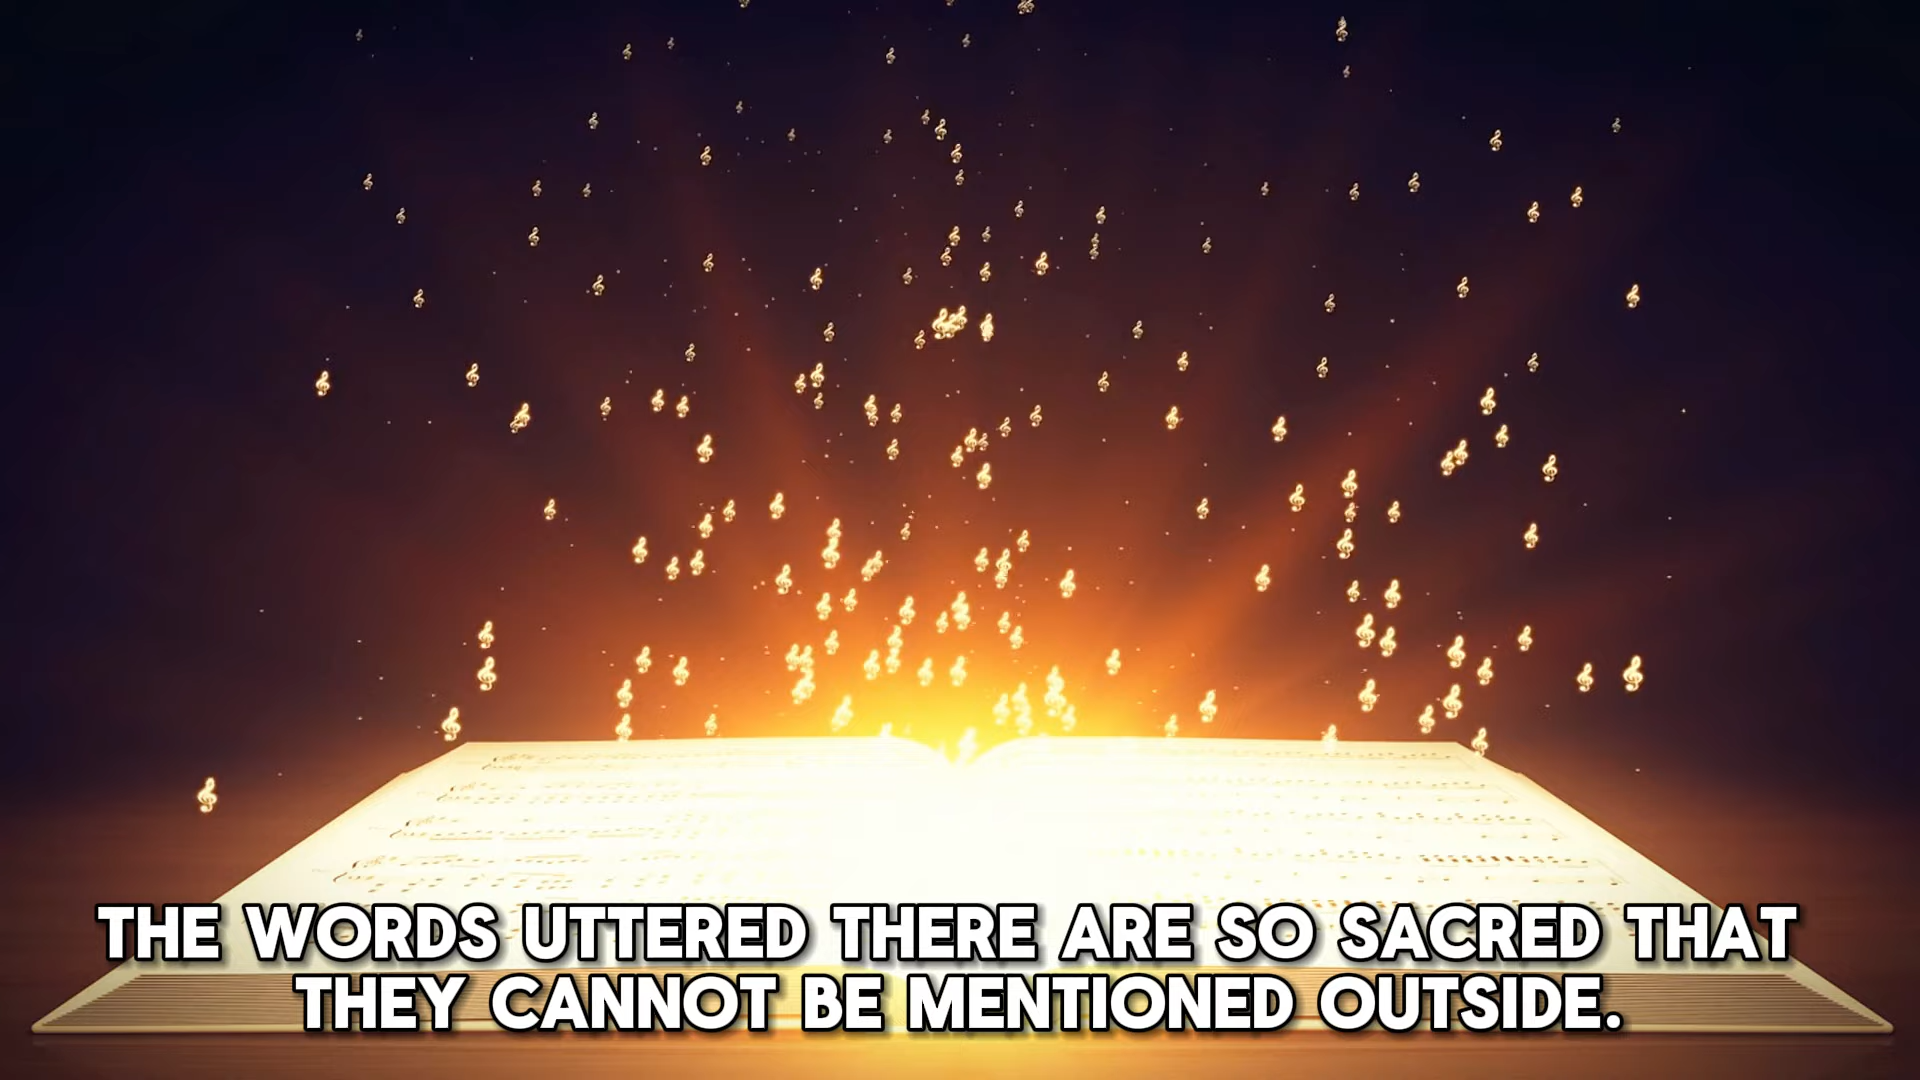 THE WORDS UTTERED THERE ARE SO SACRED THAT
THEY CANNOT BE MENTIONED OUTSIDE.